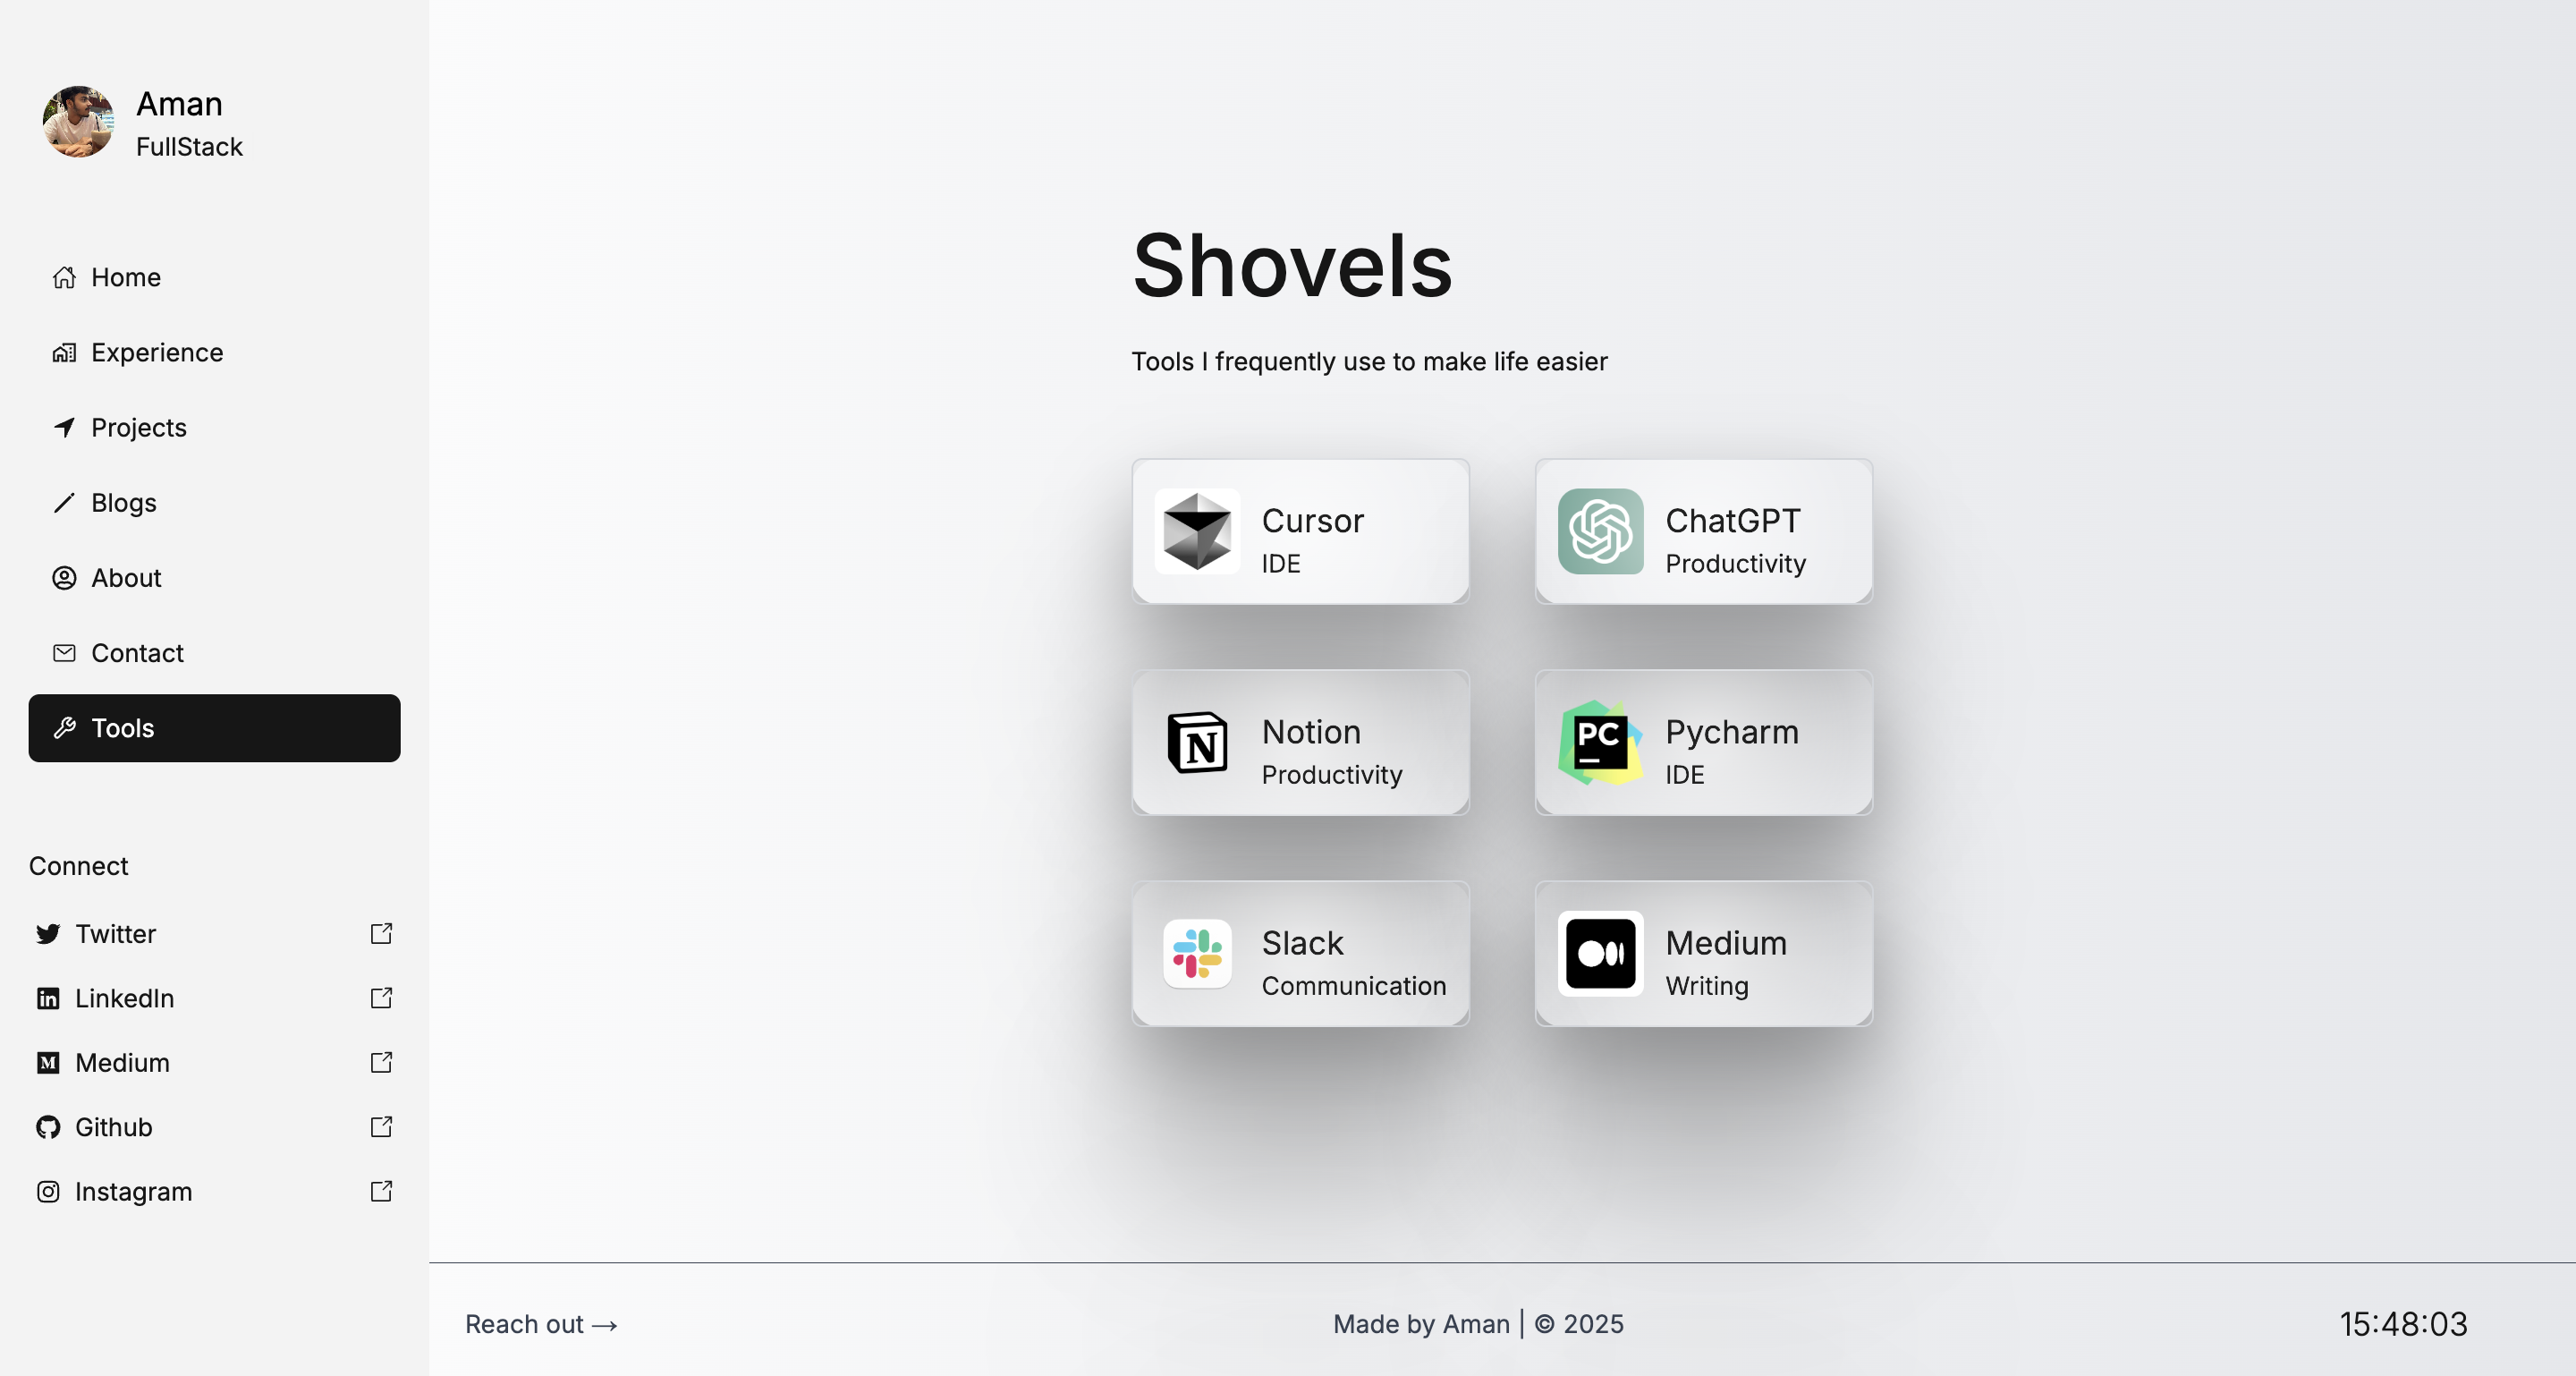 Aman
FullStack
Home
Experience
Projects
Blogs
About
Contact
Tools
Connect
Twitter
LinkedIn
Medium
Github
Instagram
Shovels
Tools I frequently use to make life easier
Cursor
IDE
ChatGPT
Productivity
N
Notion
Productivity
PC
Pycharm
IDE
Slack
Communication
Medium
Writing
Reach out →
Made by Aman | © 2025
15:48:03